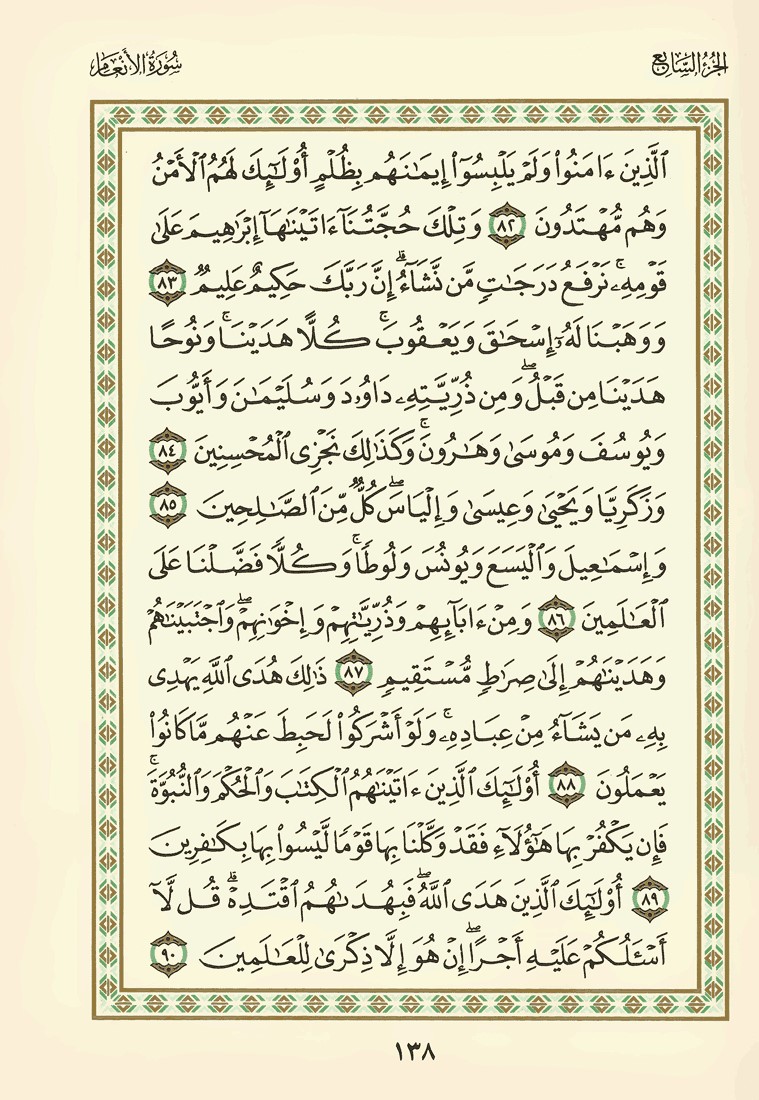 الجزء السابع
سورة الأنعام
ٱلَّذِينَ ءَامَنُوا۟ وَلَمْ يَلْبِسُوٓا۟ إِيمَـٰنَهُم بِظُلْمٍ أُو۟لَـٰٓئِكَ لَهُمُ ٱلْأَمْنُ
وَهُم مُّهْتَدُونَ ٨٢ وَتِلْكَ حُجَّتُنَآ ءَاتَيْنَـٰهَآ إِبْرَٰهِيمَ عَلَىٰ
قَوْمِهِۦ ۚ نَرْفَعُ دَرَجَـٰتٍ مَّن نَّشَآءُ ۗ إِنَّ رَبَّكَ حَكِيمٌ عَلِيمٌ ٨٣
وَوَهَبْنَا لَهُۥٓ إِسْحَـٰقَ وَيَعْقُوبَ ۚ كُلًّا هَدَيْنَا ۚ وَنُوحًا
هَدَيْنَا مِن قَبْلُ ۖ وَمِن ذُرِّيَّتِهِۦ دَاوُۥدَ وَسُلَيْمَـٰنَ وَأَيُّوبَ
وَيُوسُفَ وَمُوسَىٰ وَهَـٰرُونَ ۚ وَكَذَٰلِكَ نَجْزِى ٱلْمُحْسِنِينَ ٨٤
وَزَكَرِيَّا وَيَحْيَىٰ وَعِيسَىٰ وَإِلْيَاسَ ۖ كُلٌّ مِّنَ ٱلصَّـٰلِحِينَ ٨٥
وَإِسْمَـٰعِيلَ وَٱلْيَسَعَ وَيُونُسَ وَلُوطًا ۚ وَكُلًّا فَضَّلْنَا عَلَى
ٱلْعَـٰلَمِينَ ٨٦ وَمِنْ ءَابَآئِهِمْ وَذُرِّيَّـٰتِهِمْ وَإِخْوَٰنِهِمْ ۖ وَٱجْتَبَيْنَـٰهُمْ
وَهَدَيْنَـٰهُمْ إِلَىٰ صِرَٰطٍ مُّسْتَقِيمٍ ٨٧ ذَٰلِكَ هُدَى ٱللَّهِ يَهْدِى
بِهِۦ مَن يَشَآءُ مِنْ عِبَادِهِۦ ۚ وَلَوْ أَشْرَكُوا۟ لَحَبِطَ عَنْهُم مَّا كَانُوا۟
يَعْمَلُونَ ٨٨ أُو۟لَـٰٓئِكَ ٱلَّذِينَ ءَاتَيْنَـٰهُمُ ٱلْكِتَـٰبَ وَٱلْحُكْمَ وَٱلنُّبُوَّةَ ۚ
فَإِن يَكْفُرْ بِهَا هَـٰٓؤُلَآءِ فَقَدْ وَكَّلْنَا بِهَا قَوْمًا لَّيْسُوا۟ بِهَا بِكَـٰفِرِينَ
٨٩ أُو۟لَـٰٓئِكَ ٱلَّذِينَ هَدَى ٱللَّهُ ۖ فَبِهُدَىٰهُمُ ٱقْتَدِهْ ۗ قُل لَّآ
أَسْـَٔلُكُمْ عَلَيْهِ أَجْرًا ۖ إِنْ هُوَ إِلَّا ذِكْرَىٰ لِلْعَـٰلَمِينَ ٩٠
١٣٨